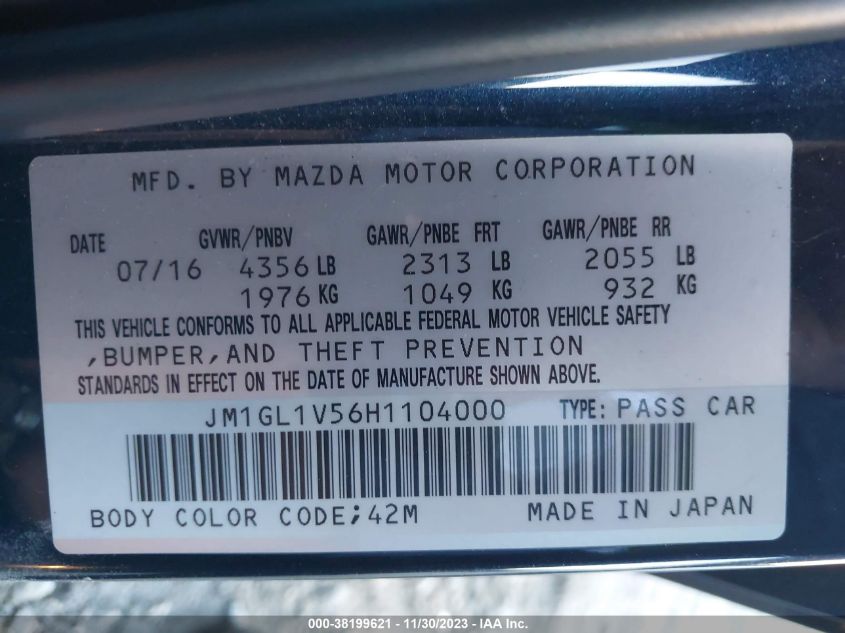 MFD. BY MAZDA MOTOR CORPORATION
DATE GVWR/PNBV GAWR/PNBE FRT GAWR/PNBE RR
07/16 4356 LB 2313 LB 2055 LB
1976 KG 1049 KG 932 KG
THIS VEHICLE CONFORMS TO ALL APPLICABLE FEDERAL MOTOR VEHICLE SAFETY
,BUMPER,AND THEFT PREVENTION
STANDARDS IN EFFECT ON THE DATE OF MANUFACTURE SHOWN ABOVE.
JM1GL1V56H1104000 TYPE: PASS CAR
BODY COLOR CODE;42M MADE IN JAPAN
000-38199621 - 11/30/2023 - IAA Inc.